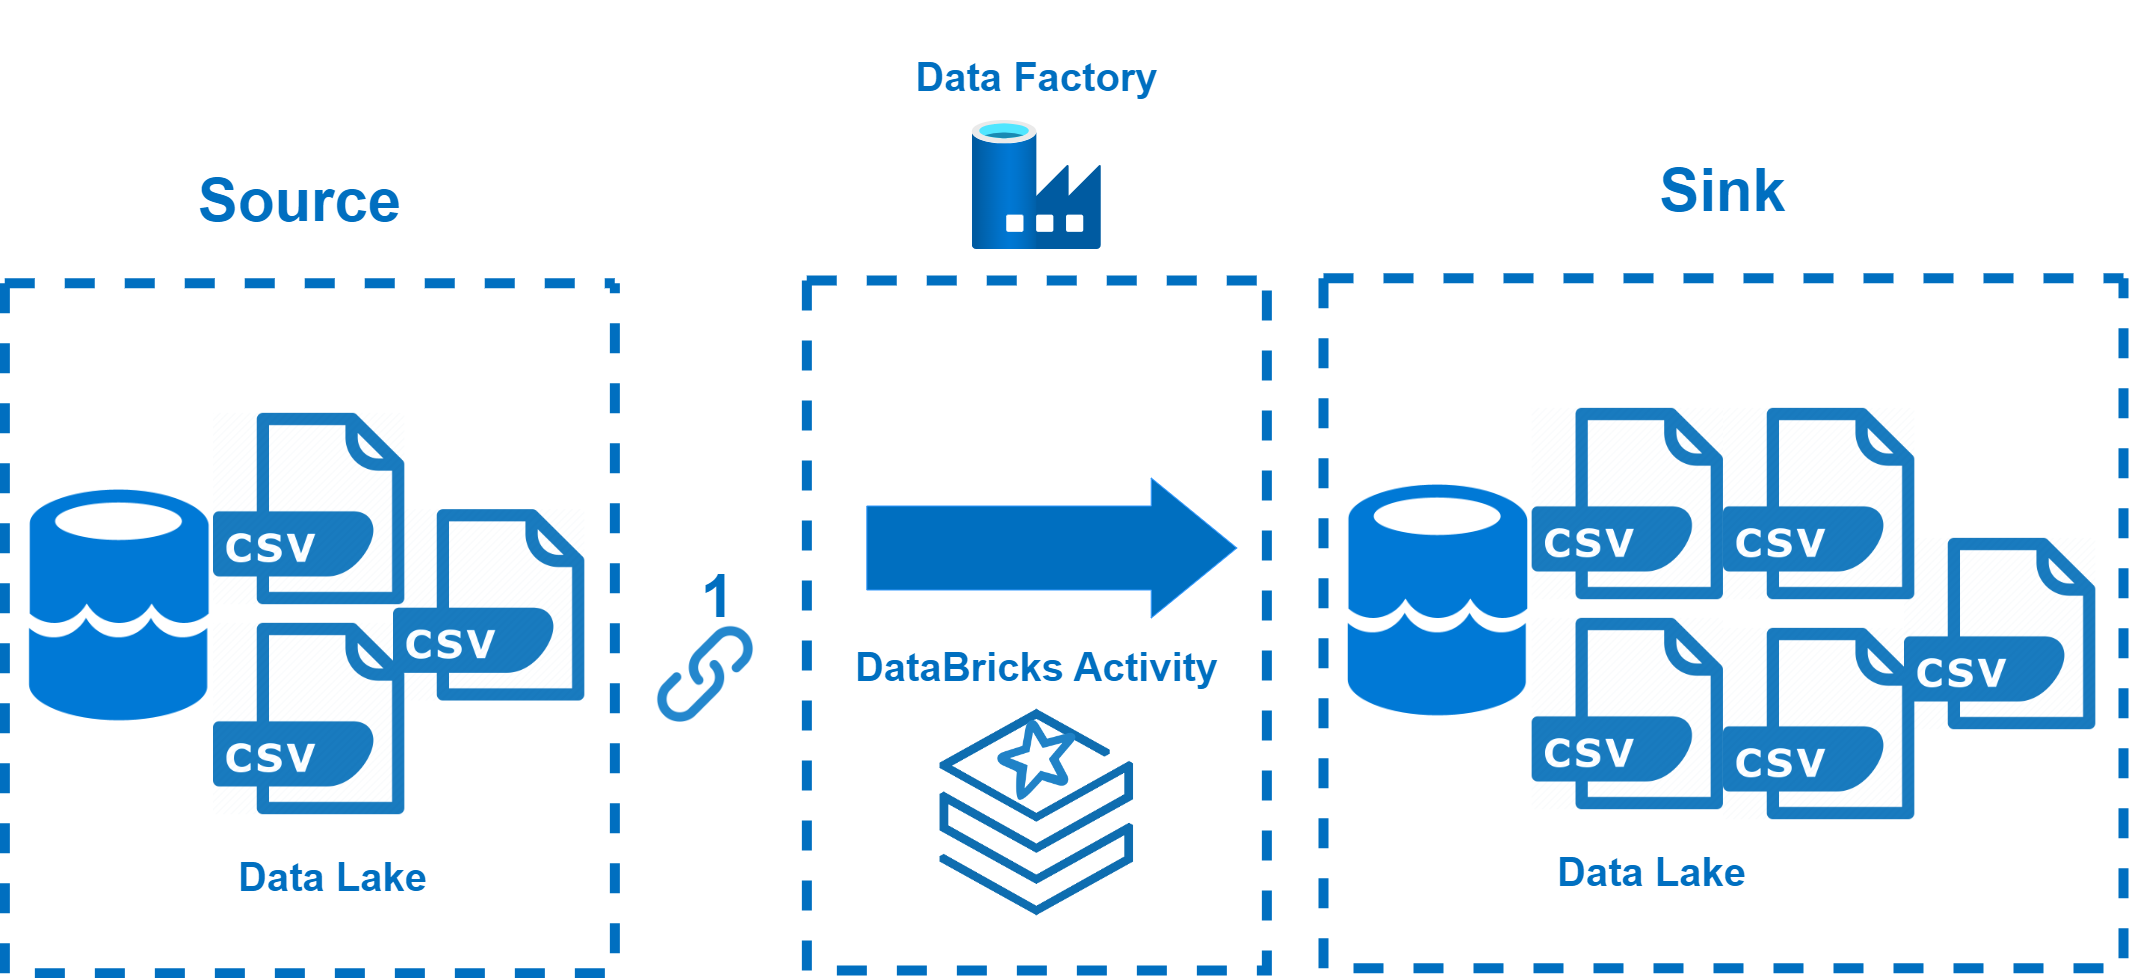 Data Factory
Source
Sink
CSV
CSV
CSV
1
DataBricks Activity
CSV
CSV
CSV
CSV
CSV
Data Lake
Data Lake